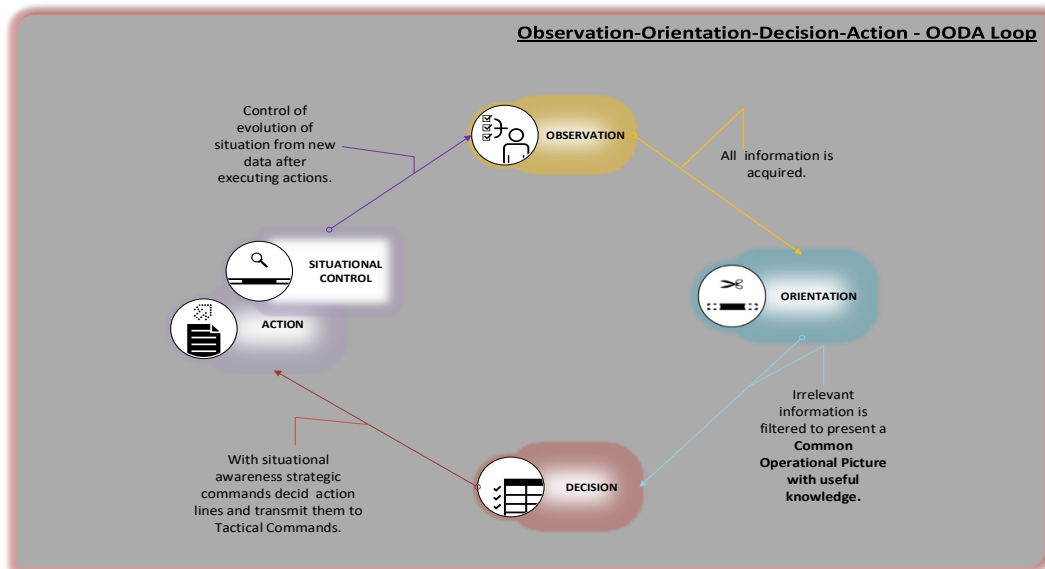 Observation-Orientation-Decision-Action - OODA Loop
Control of
evolution of
situation from new
data after
executing actions.
OBSERVATION
All information is
acquired.
SITUATIONAL
CONTROL
ACTION
ORIENTATION
Irrelevant
information is
filtered to present a
Common
Operational Picture
with useful
knowledge.
DECISION
With situational
awareness strategic
commands decid action
lines and transmit them to
Tactical Commands.